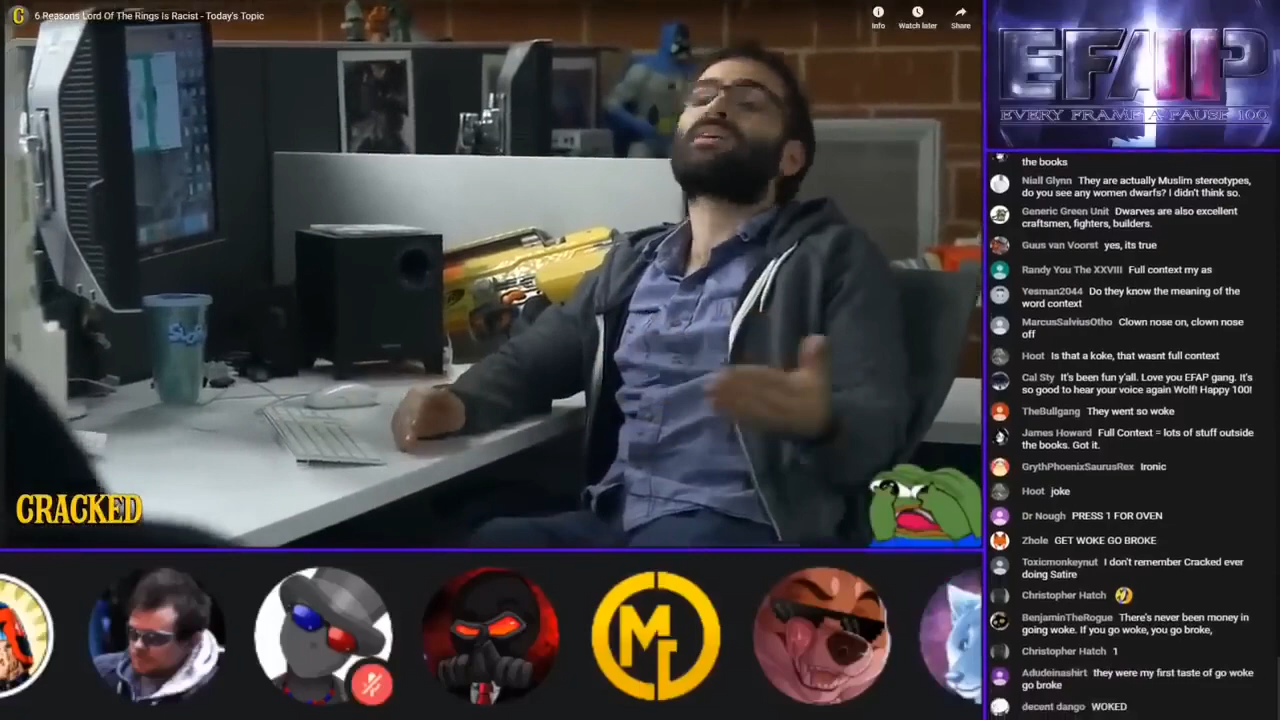 6 Reasons Lord Of The Rings Is Racist - Today's Topic
Info
Watch later
Share
EFAP
EVERY FRAME A PAUSE 100
CRACKED
the books
Niall Glynn They are actually Muslim stereotypes,
do you see any women dwarfs? I didn't think so.
Generic Green Unit Dwarves are also excellent
craftsmen, fighters, builders.
Guus van Voorst yes, its true
Randy You The XXVIII Full context my as
Yesman2044 Do they know the meaning of the
word context
MarcusSalviusOtho Clown nose on, clown nose
off
Hoot Is that a koke, that wasnt full context
Cal Sty It's been fun y'all. Love you EFAP gang. It's
so good to hear your voice again Wolf! Happy 100!
TheBullgang They went so woke
James Howard Full Context = lots of stuff outside
the books. Got it.
GrythPhoenixSaurusRex Ironic
Hoot joke
Dr Nough PRESS 1 FOR OVEN
Zhole GET WOKE GO BROKE
Toxicmonkeynut I don't remember Cracked ever
doing Satire
Christopher Hatch 🤣
BenjaminTheRogue There's never been money in
going woke. If you go woke, you go broke,
Christopher Hatch 1
Adudeinashirt they were my first taste of go woke
go broke
decent dango WOKED